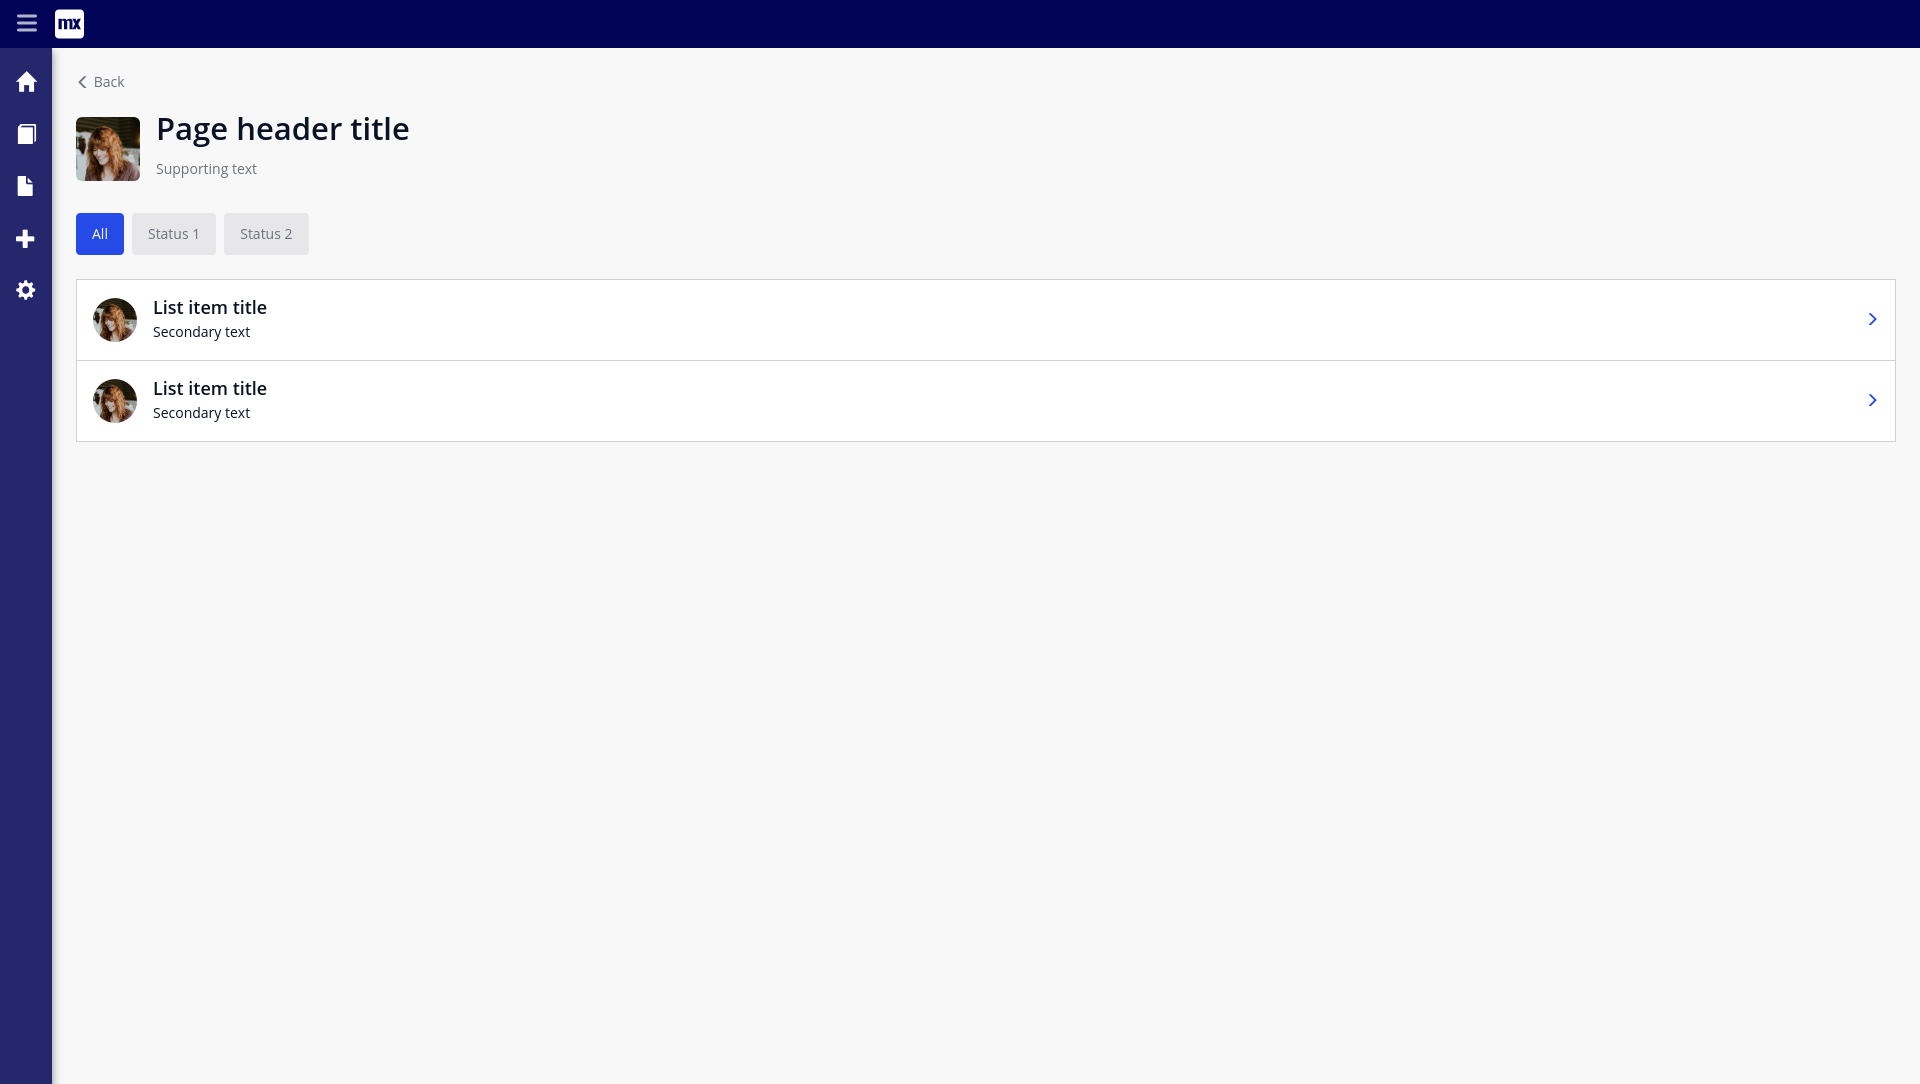 mx
Back
Page header title
Supporting text
All
Status 1
Status 2
List item title
Secondary text
List item title
Secondary text